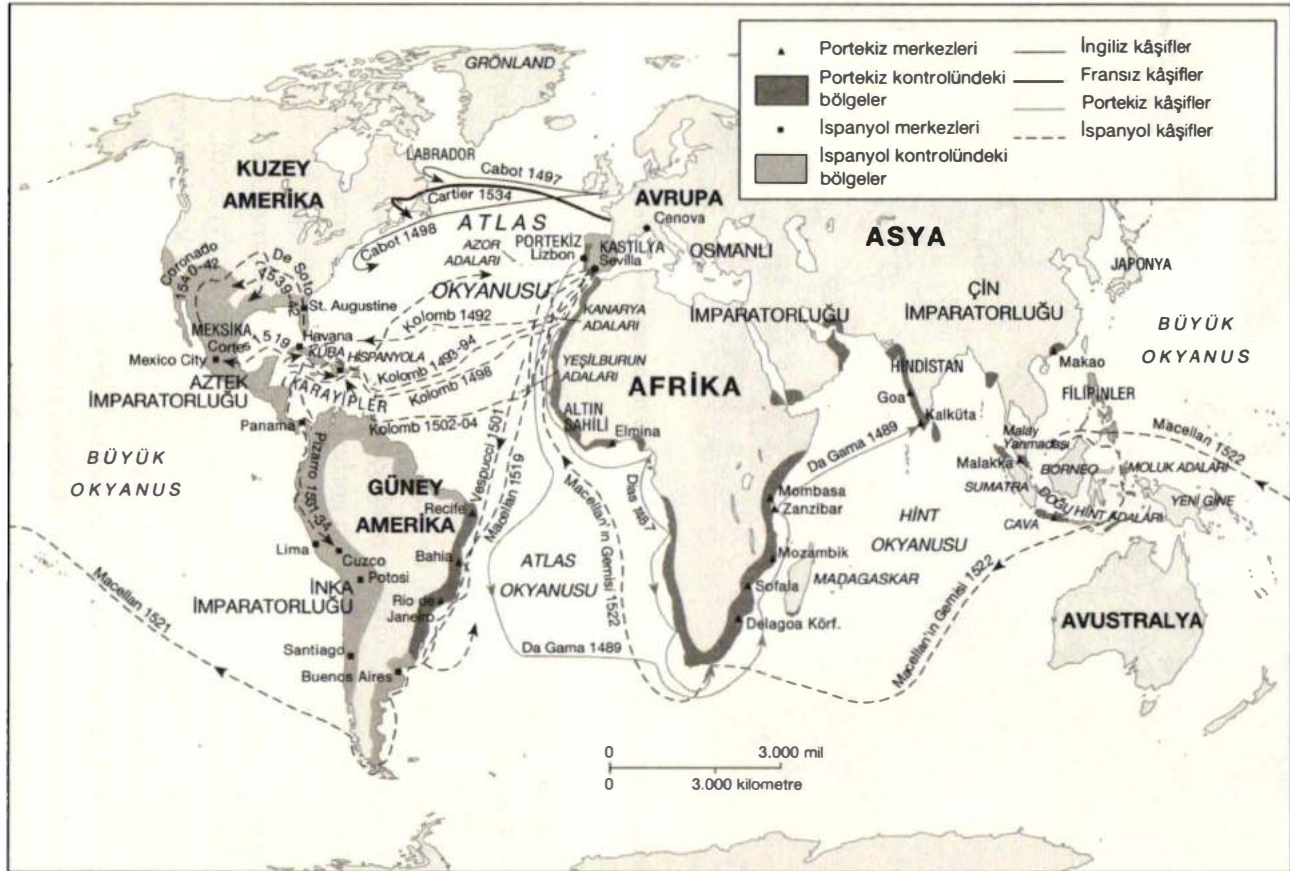 Portekiz merkezleri
Portekiz kontrolündeki
bölgeler
İspanyol merkezleri
İspanyol kontrolündeki
bölgeler
İngiliz kâşifler
Fransız kâşifler
Portekiz kâşifler
İspanyol kâşifler
GRÖNLAND
LABRADOR
KUZEY
AMERİKA
Cabot 1497
Cartier 1534
Cabot 1498
ATLAS
OKYANUSU
AZOR
ADALARI
PORTEKİZ
Lizbon
KASTİLYA
Sevilla
AVRUPA
Cenova
OSMANLI
İMPARATORLUĞU
ASYA
ÇİN
İMPARATORLUĞU
JAPONYA
BÜYÜK
OKYANUS
Coronado
1540-42
De Soto
1539-42
St. Augustine
MEKSİKA
Cortes
1519
Havana
KÜBA
HİSPANYOLA
Mexico City
AZTEK
İMPARATORLUĞU
KARAYİPLER
Panama
Kolomb 1492
Kolomb 1493-94
Kolomb 1498
Kolomb 1502-04
KANARYA
ADALARI
YEŞİLBURUN
ADALARI
AFRİKA
ALTIN
SAHİLİ
Elmina
HİNDİSTAN
Goa
Kalküta
Makao
FİLİPİNLER
Macellan 1522
Malay
Yarımadası
Malakka
BORNEO
MOLUK ADALARI
SUMATRA
DOĞU HİNT ADALARI
YENİ GİNE
CAVA
Da Gama 1489
Mombasa
Zanzibar
HİNT
OKYANUSU
Mozambik
MADAGASKAR
Sofala
Delagoa Körf.
AVUSTRALYA
BÜYÜK
OKYANUS
Pizarro 1531-34
GÜNEY
AMERİKA
Recife
Bahia
Rio de
Janeiro
Lima
Cuzco
Potosi
İNKA
İMPARATORLUĞU
Santiago
Buenos Aires
Vespucci 1501
Macellan 1519
ATLAS
OKYANUSU
Macellan'ın Gemisi 1522
Dias 1487
Da Gama 1489
Macellan 1521
Macellan'ın Gemisi 1522
0 3.000 mil
0 3.000 kilometre